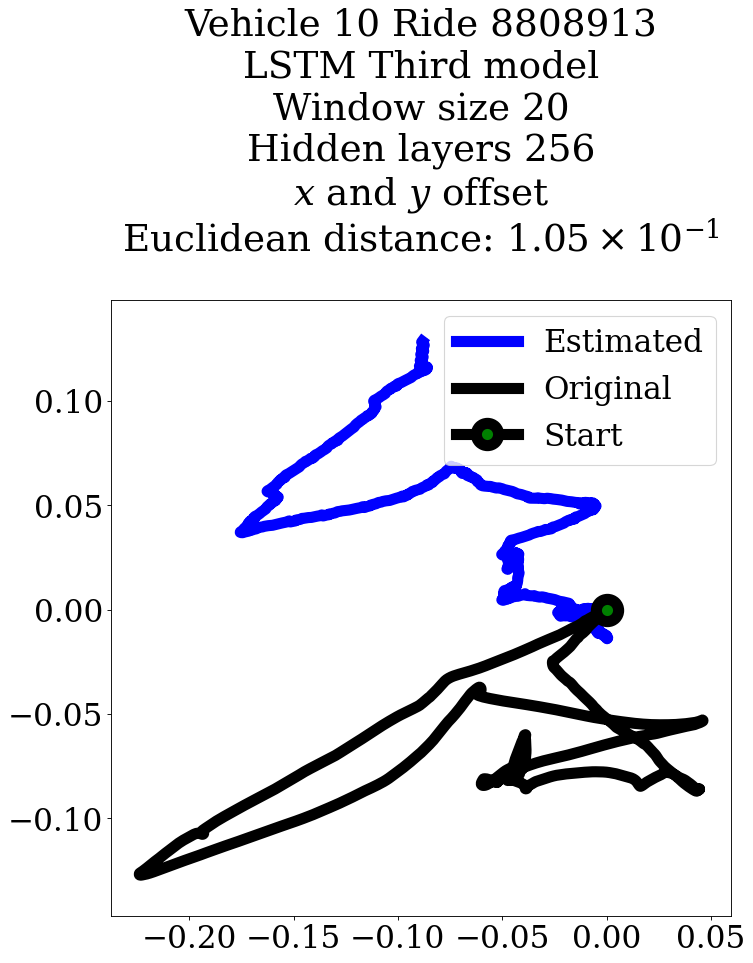 Vehicle 10 Ride 8808913
LSTM Third model
Window size 20
Hidden layers 256
x and y offset
Euclidean distance: 1.05 × 10⁻¹
Estimated
Original
Start
0.10
0.05
0.00
−0.05
−0.10
−0.20 −0.15 −0.10 −0.05 0.00 0.05